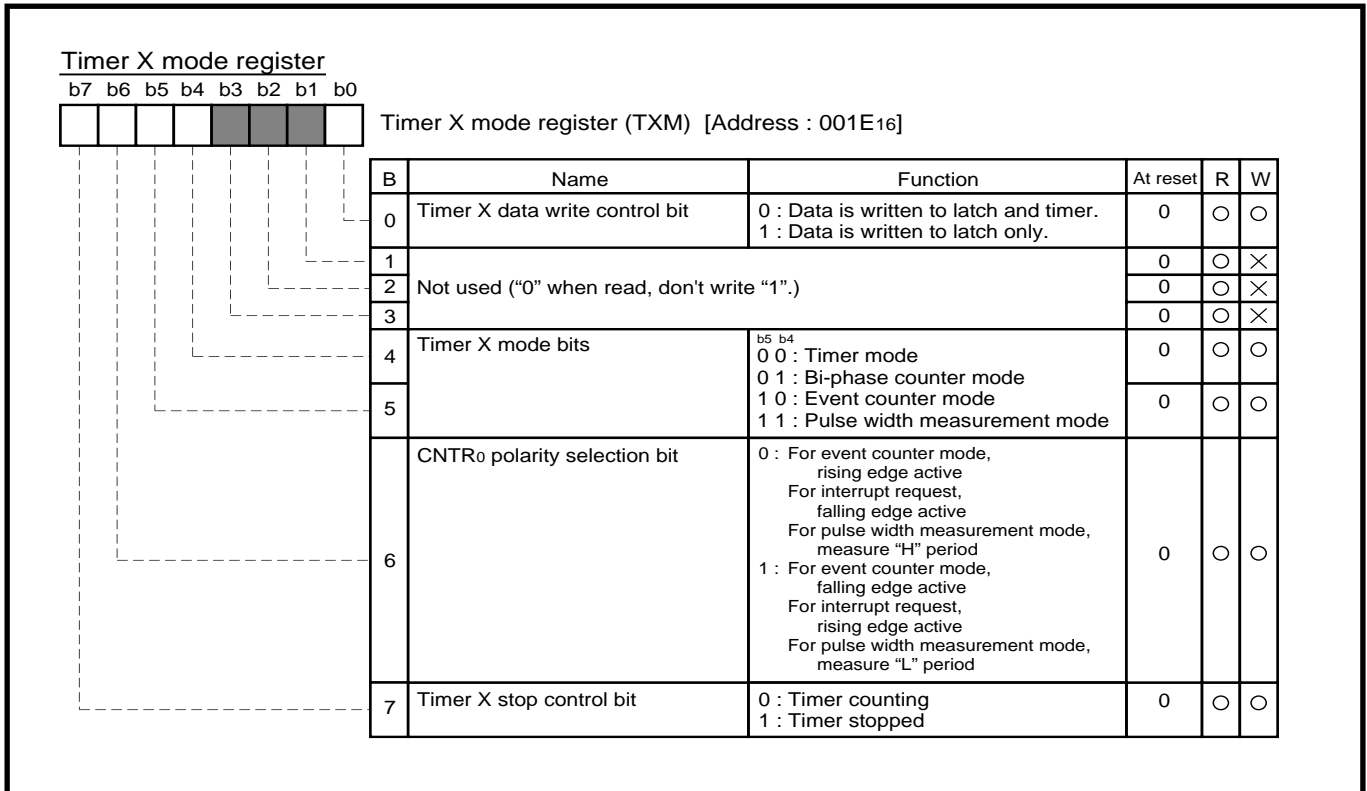 Timer X mode register
b7 b6 b5 b4 b3 b2 b1 b0
Timer X mode register (TXM) [Address : 001E16]
B Name Function At reset R W
0 Timer X data write control bit 0 : Data is written to latch and timer. 0 ○ ○
1 : Data is written to latch only.
1 0 ○ ×
2 Not used (“0” when read, don't write “1”.) 0 ○ ×
3 0 ○ ×
4 Timer X mode bits b5 b4 0 ○ ○
0 0 : Timer mode
0 1 : Bi-phase counter mode
5 1 0 : Event counter mode 0 ○ ○
1 1 : Pulse width measurement mode
6 CNTR0 polarity selection bit 0 : For event counter mode, 0 ○ ○
rising edge active
For interrupt request,
falling edge active
For pulse width measurement mode,
measure “H” period
1 : For event counter mode,
falling edge active
For interrupt request,
rising edge active
For pulse width measurement mode,
measure “L” period
7 Timer X stop control bit 0 : Timer counting 0 ○ ○
1 : Timer stopped